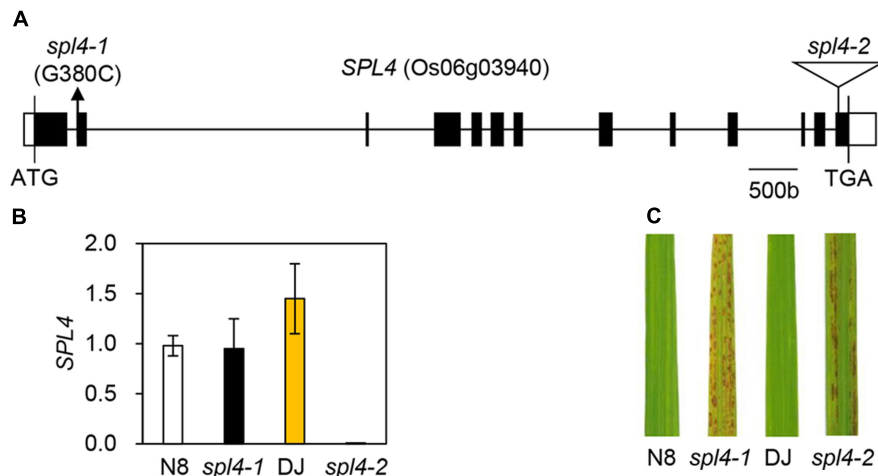 A
spl4-1
(G380C)
SPL4 (Os06g03940)
spl4-2
ATG
500b
TGA
B
SPL4
2.0
1.5
1.0
0.5
0.0
N8 spl4-1 DJ spl4-2
C
N8 spl4-1 DJ spl4-2